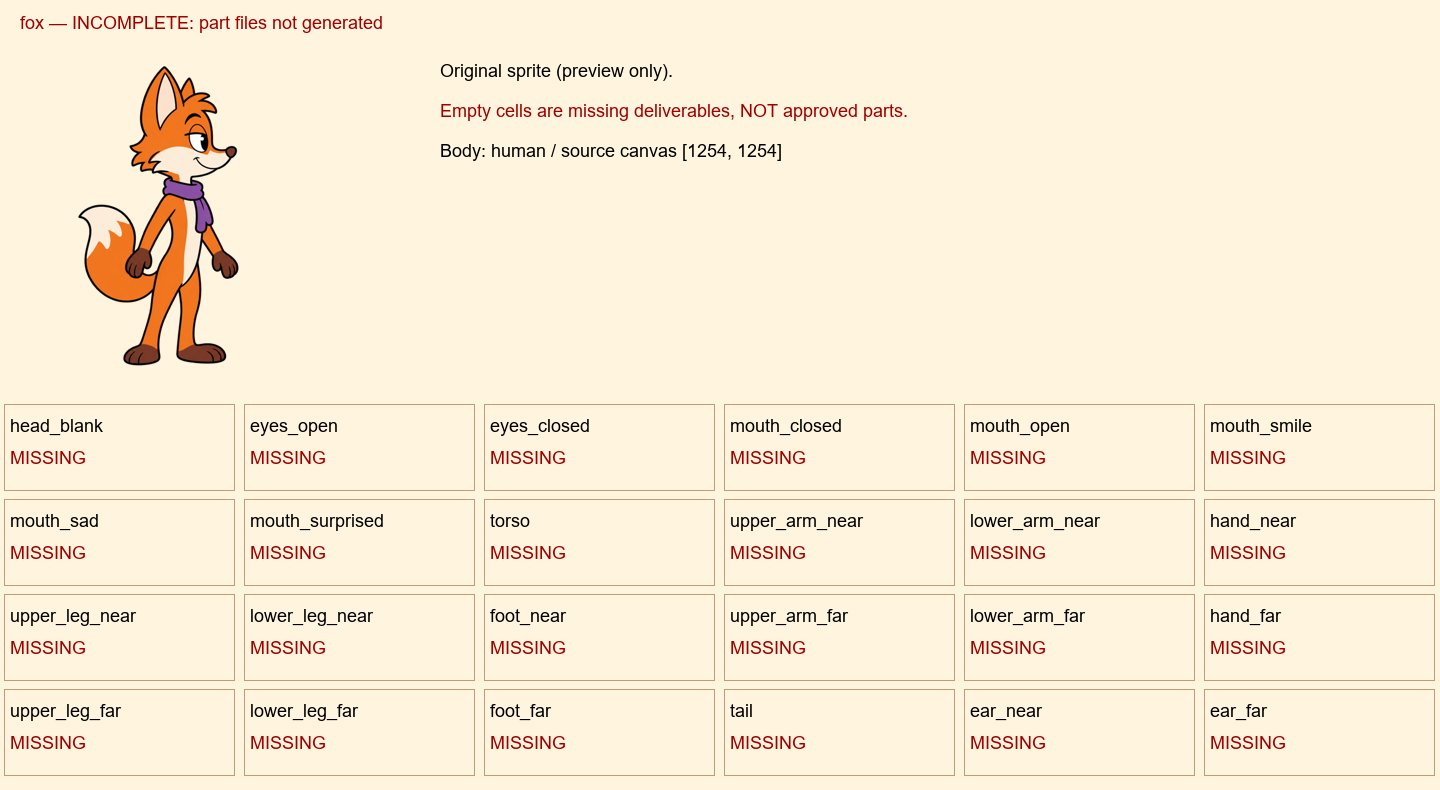 fox — INCOMPLETE: part files not generated
Original sprite (preview only).
Empty cells are missing deliverables, NOT approved parts.
Body: human / source canvas [1254, 1254]
head_blank
MISSING
eyes_open
MISSING
eyes_closed
MISSING
mouth_closed
MISSING
mouth_open
MISSING
mouth_smile
MISSING
mouth_sad
MISSING
mouth_surprised
MISSING
torso
MISSING
upper_arm_near
MISSING
lower_arm_near
MISSING
hand_near
MISSING
upper_leg_near
MISSING
lower_leg_near
MISSING
foot_near
MISSING
upper_arm_far
MISSING
lower_arm_far
MISSING
hand_far
MISSING
upper_leg_far
MISSING
lower_leg_far
MISSING
foot_far
MISSING
tail
MISSING
ear_near
MISSING
ear_far
MISSING